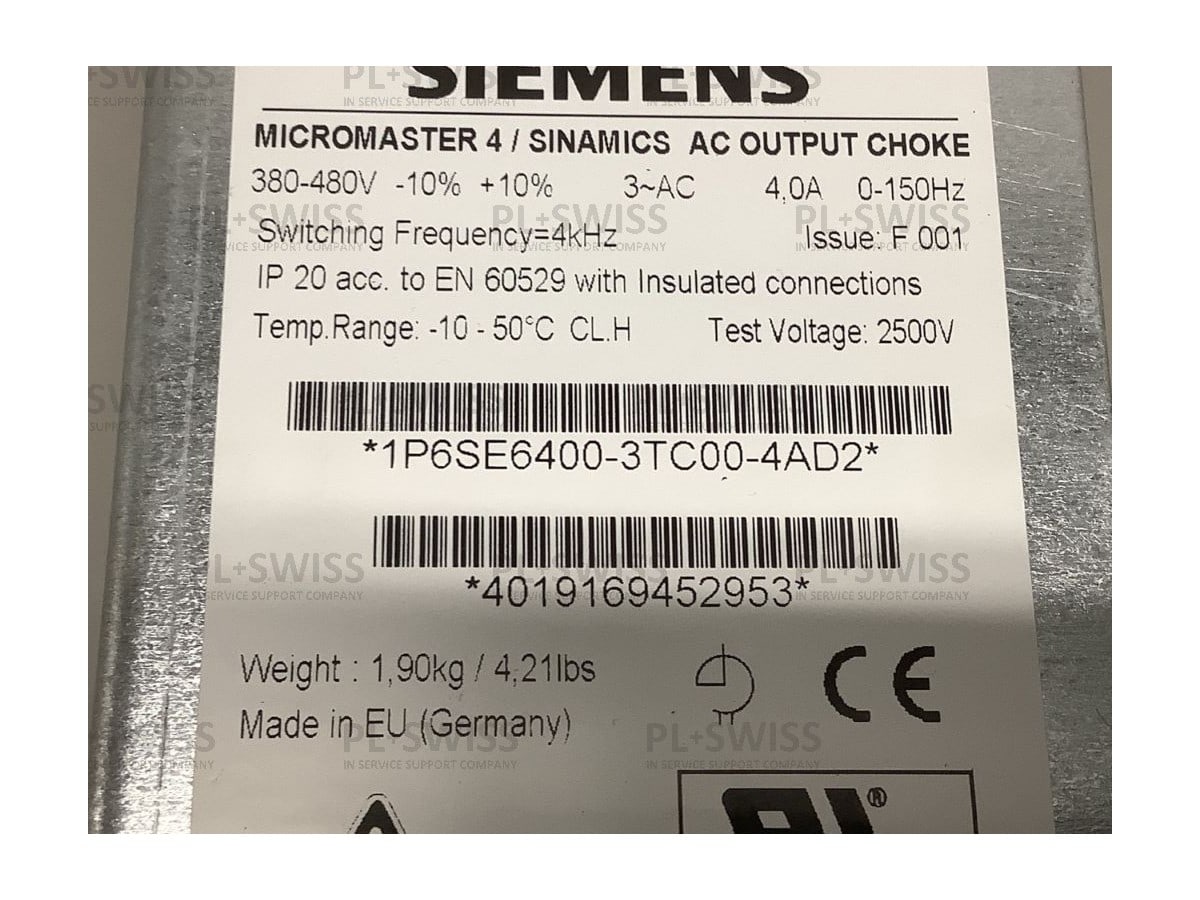 SIEMENS
MICROMASTER 4 / SINAMICS AC OUTPUT CHOKE
380-480V -10% +10% 3~AC 4,0A 0-150Hz
Switching Frequency=4kHz Issue: F 001
IP 20 acc. to EN 60529 with Insulated connections
Temp.Range: -10 - 50°C CL.H Test Voltage: 2500V
*1P6SE6400-3TC00-4AD2*
*4019169452953*
Weight : 1,90kg / 4,21lbs
CE
Made in EU (Germany)
PL+SWISS
IN SERVICE SUPPORT COMPANY